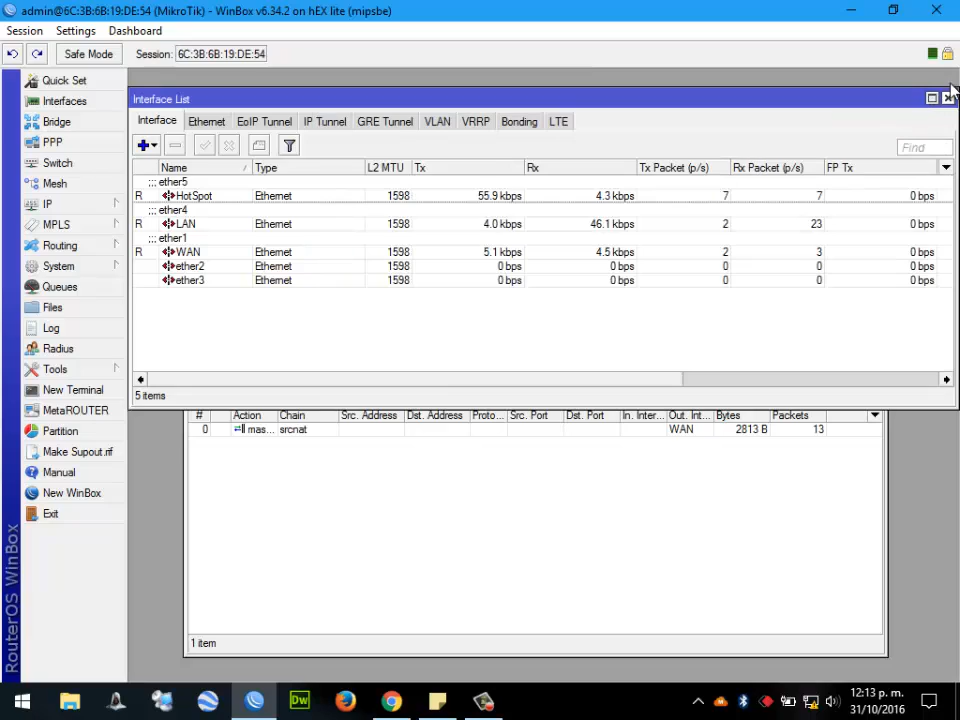 admin@6C:3B:6B:19:DE:54 (MikroTik) - WinBox v6.34.2 on hEX lite (mipsbe)
Session Settings Dashboard
Safe Mode Session: 6C:3B:6B:19:DE:54
Quick Set
Interfaces
Bridge
PPP
Switch
Mesh
IP
MPLS
Routing
System
Queues
Files
Log
Radius
Tools
New Terminal
MetaROUTER
Partition
Make Supout.rif
Manual
New WinBox
Exit
RouterOS WinBox
Interface List
Interface Ethernet EoIP Tunnel IP Tunnel GRE Tunnel VLAN VRRP Bonding LTE
Find
Name / Type L2 MTU Tx Rx Tx Packet (p/s) Rx Packet (p/s) FP Tx
;;; ether5
R HotSpot Ethernet 1598 55.9 kbps 4.3 kbps 7 7 0 bps
;;; ether4
R LAN Ethernet 1598 4.0 kbps 46.1 kbps 2 23 0 bps
;;; ether1
R WAN Ethernet 1598 5.1 kbps 4.5 kbps 2 3 0 bps
ether2 Ethernet 1598 0 bps 0 bps 0 0 0 bps
ether3 Ethernet 1598 0 bps 0 bps 0 0 0 bps
5 items
# Action Chain Src. Address Dst. Address Proto... Src. Port Dst. Port In. Inter... Out. Int... Bytes Packets
0 mas... srcnat WAN 2813 B 13
1 item
Dw
12:13 p. m.
31/10/2016